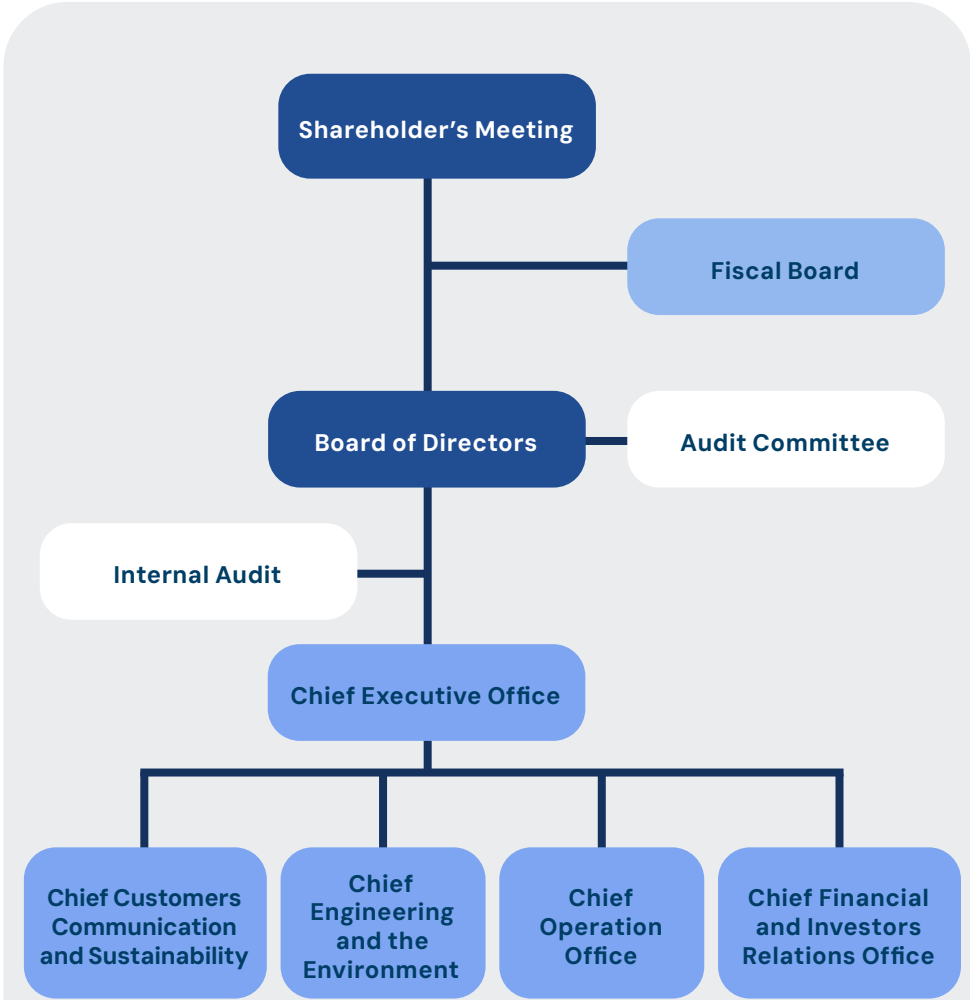 Shareholder’s Meeting
Fiscal Board
Board of Directors
Audit Committee
Internal Audit
Chief Executive Office
Chief Customers
Communication
and Sustainability
Chief
Engineering
and the
Environment
Chief
Operation
Office
Chief Financial
and Investors
Relations Office